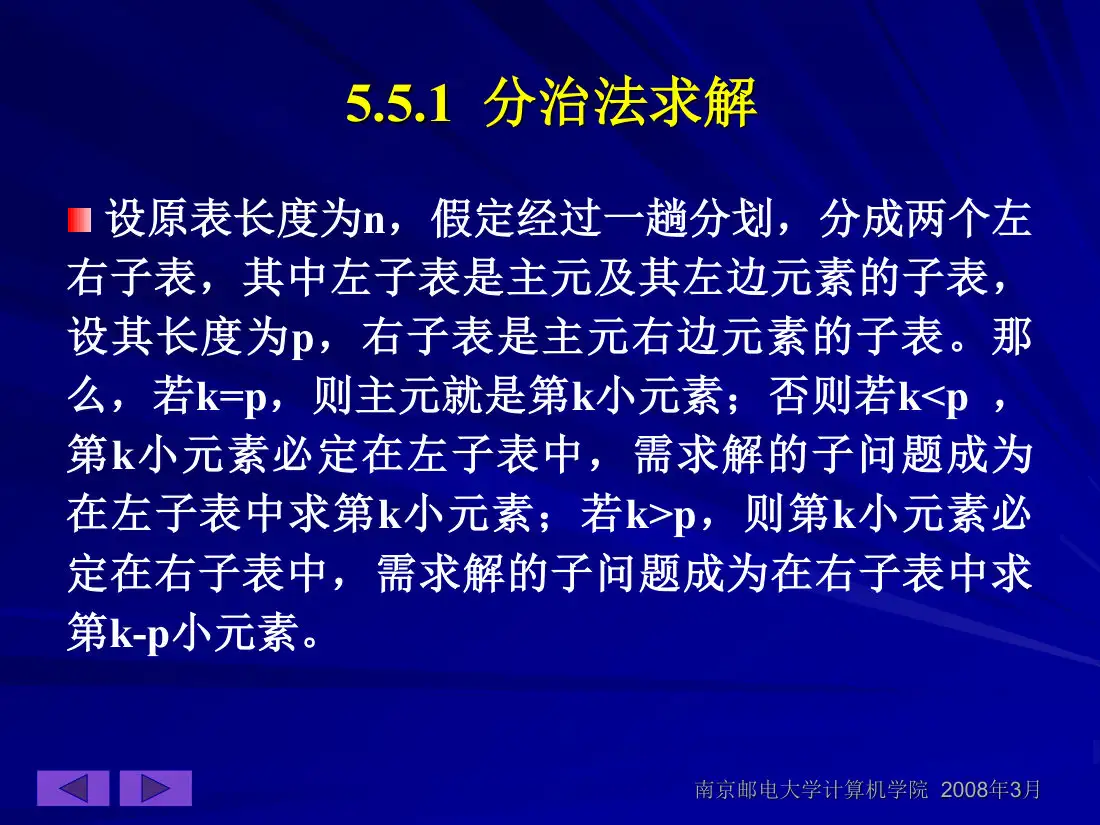 5.5.1 分治法求解
设原表长度为n，假定经过一趟分划，分成两个左
右子表，其中左子表是主元及其左边元素的子表，
设其长度为p，右子表是主元右边元素的子表。那
么，若k=p，则主元就是第k小元素；否则若k<p ，
第k小元素必定在左子表中，需求解的子问题成为
在左子表中求第k小元素；若k>p，则第k小元素必
定在右子表中，需求解的子问题成为在右子表中求
第k-p小元素。
南京邮电大学计算机学院 2008年3月